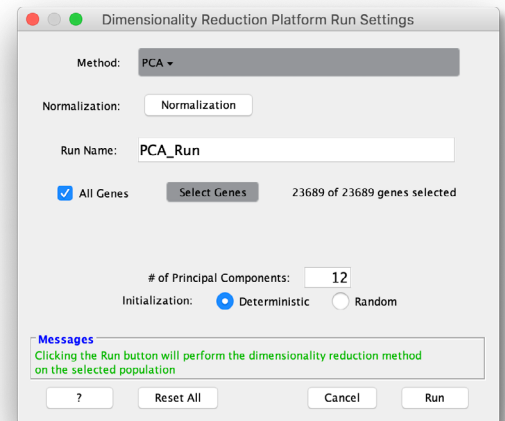 Dimensionality Reduction Platform Run Settings
Method: PCA
Normalization: Normalization
Run Name: PCA_Run
All Genes Select Genes 23689 of 23689 genes selected
# of Principal Components: 12
Initialization: Deterministic Random
Messages
Clicking the Run button will perform the dimensionality reduction method
on the selected population
? Reset All Cancel Run